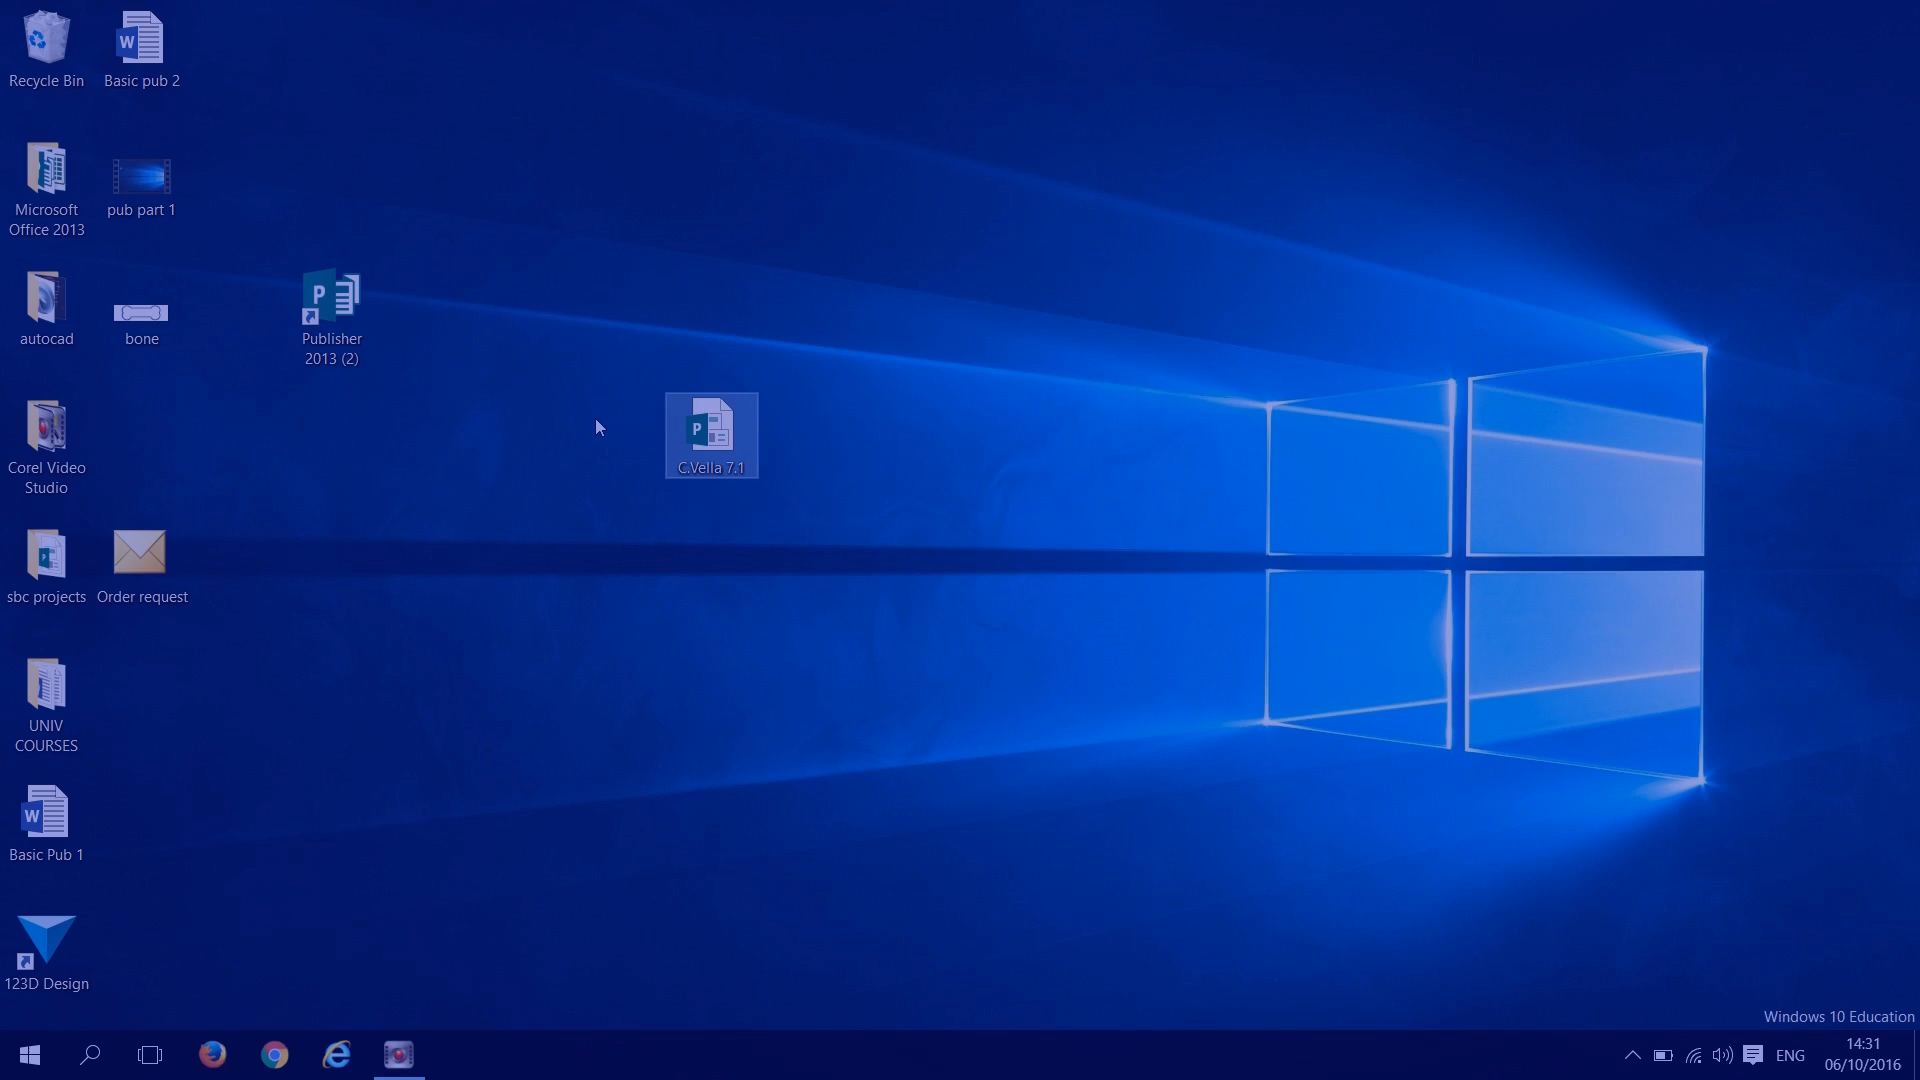 Recycle Bin
Basic pub 2
Microsoft
Office 2013
pub part 1
autocad
bone
Publisher
2013 (2)
Corel Video
Studio
C.Vella 7.1
sbc projects
Order request
UNIV
COURSES
Basic Pub 1
123D Design
Windows 10 Education
ENG
14:31
06/10/2016